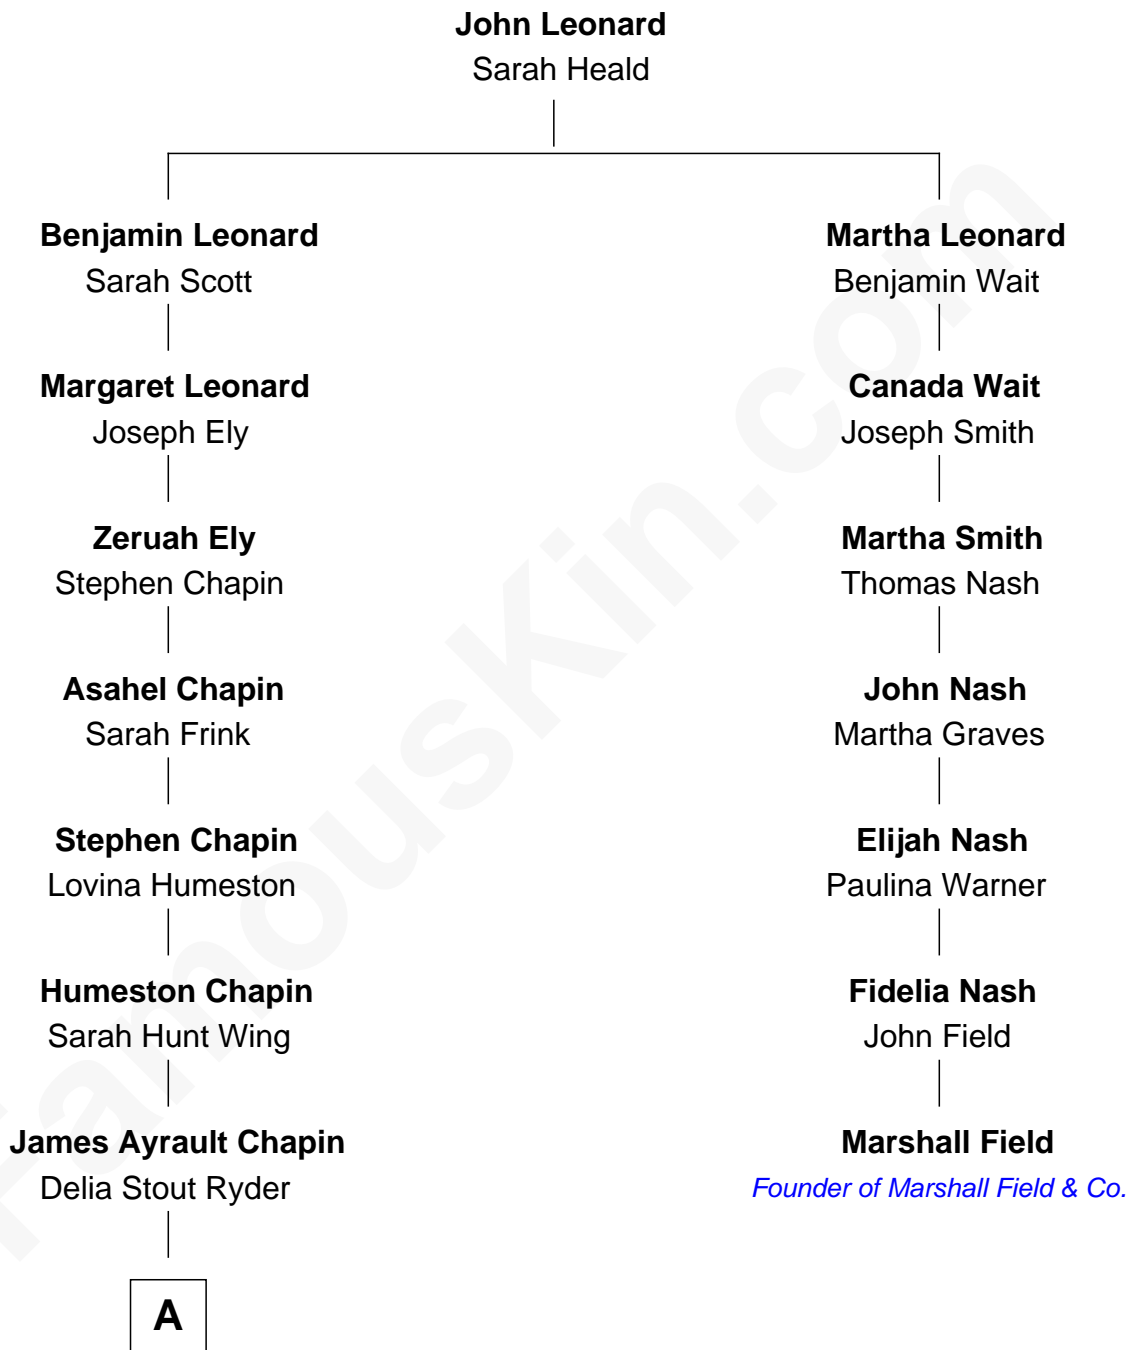 John Leonard
Sarah Heald
Benjamin Leonard
Sarah Scott
Martha Leonard
Benjamin Wait
Margaret Leonard
Joseph Ely
Canada Wait
Joseph Smith
Zeruah Ely
Stephen Chapin
Martha Smith
Thomas Nash
Asahel Chapin
Sarah Frink
John Nash
Martha Graves
Stephen Chapin
Lovina Humeston
Elijah Nash
Paulina Warner
Humeston Chapin
Sarah Hunt Wing
Fidelia Nash
John Field
James Ayrault Chapin
Delia Stout Ryder
Marshall Field
Founder of Marshall Field & Co.
A
FamousKin.com